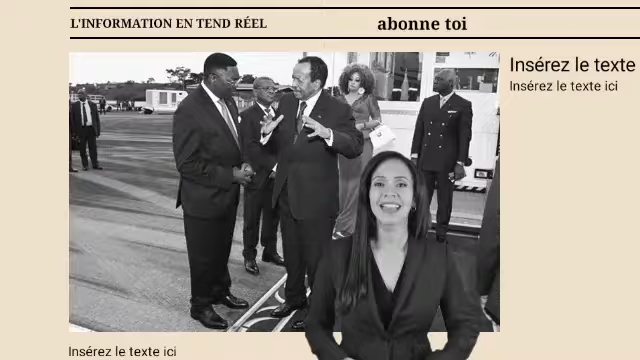 L'INFORMATION EN TEND RÉEL
abonne toi
Insérez le texte
Insérez le texte ici
Insérez le texte ici